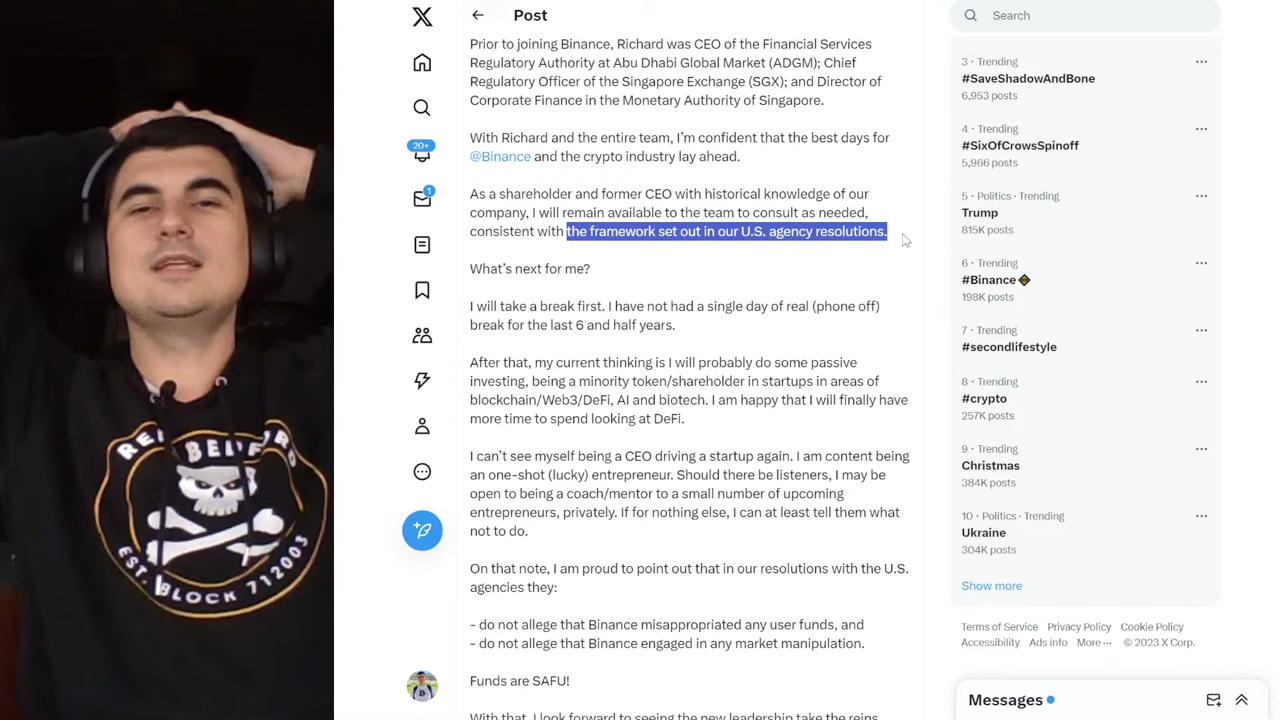 Post
Prior to joining Binance, Richard was CEO of the Financial Services
Regulatory Authority at Abu Dhabi Global Market (ADGM); Chief
Regulatory Officer of the Singapore Exchange (SGX); and Director of
Corporate Finance in the Monetary Authority of Singapore.
With Richard and the entire team, I'm confident that the best days for
@Binance and the crypto industry lay ahead.
As a shareholder and former CEO with historical knowledge of our
company, I will remain available to the team to consult as needed,
consistent with the framework set out in our U.S. agency resolutions.
What's next for me?
I will take a break first. I have not had a single day of real (phone off)
break for the last 6 and half years.
After that, my current thinking is I will probably do some passive
investing, being a minority token/shareholder in startups in areas of
blockchain/Web3/DeFi, AI and biotech. I am happy that I will finally have
more time to spend looking at DeFi.
I can't see myself being a CEO driving a startup again. I am content being
an one-shot (lucky) entrepreneur. Should there be listeners, I may be
open to being a coach/mentor to a small number of upcoming
entrepreneurs, privately. If for nothing else, I can at least tell them what
not to do.
On that note, I am proud to point out that in our resolutions with the U.S.
agencies they:
- do not allege that Binance misappropriated any user funds, and
- do not allege that Binance engaged in any market manipulation.
Funds are SAFU!
With that, I look forward to seeing the new leadership take the reins
20+
1
Search
3 · Trending
#SaveShadowAndBone
6,953 posts
4 · Trending
#SixOfCrowsSpinoff
5,966 posts
5 · Politics · Trending
Trump
815K posts
6 · Trending
#Binance
198K posts
7 · Trending
#secondlifestyle
8 · Trending
#crypto
257K posts
9 · Trending
Christmas
384K posts
10 · Politics · Trending
Ukraine
304K posts
Show more
Terms of Service Privacy Policy Cookie Policy
Accessibility Ads info More ··· © 2023 X Corp.
Messages
BEDFORD
EST. BLOCK 712003